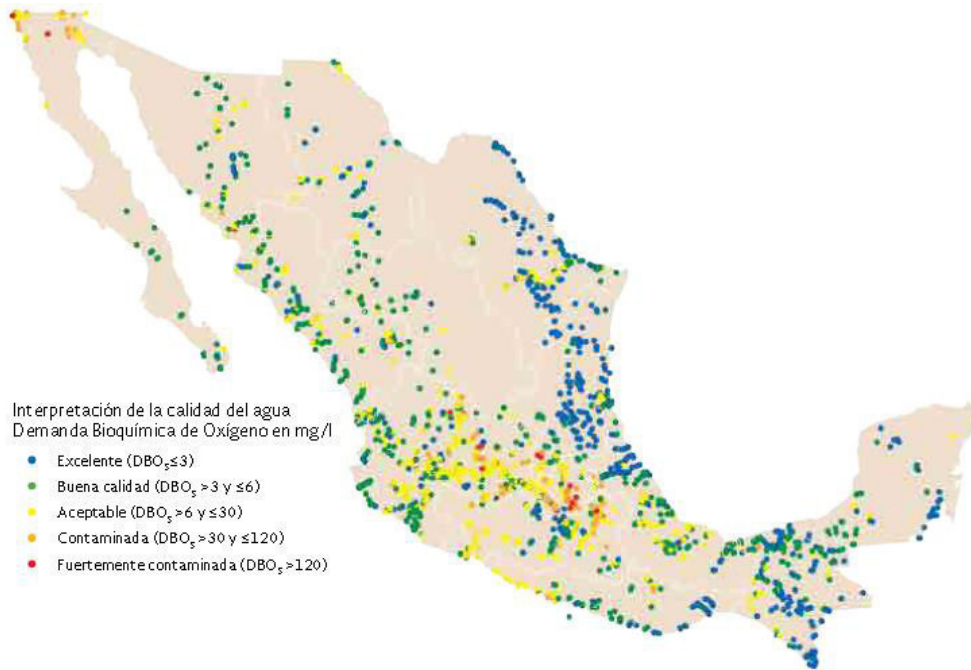 Interpretación de la calidad del agua
Demanda Bioquímica de Oxígeno en mg/l
Excelente (DBO₅≤3)
Buena calidad (DBO₅ >3 y ≤6)
Aceptable (DBO₅ >6 y ≤30)
Contaminada (DBO₅ >30 y ≤120)
Fuertemente contaminada (DBO₅ >120)